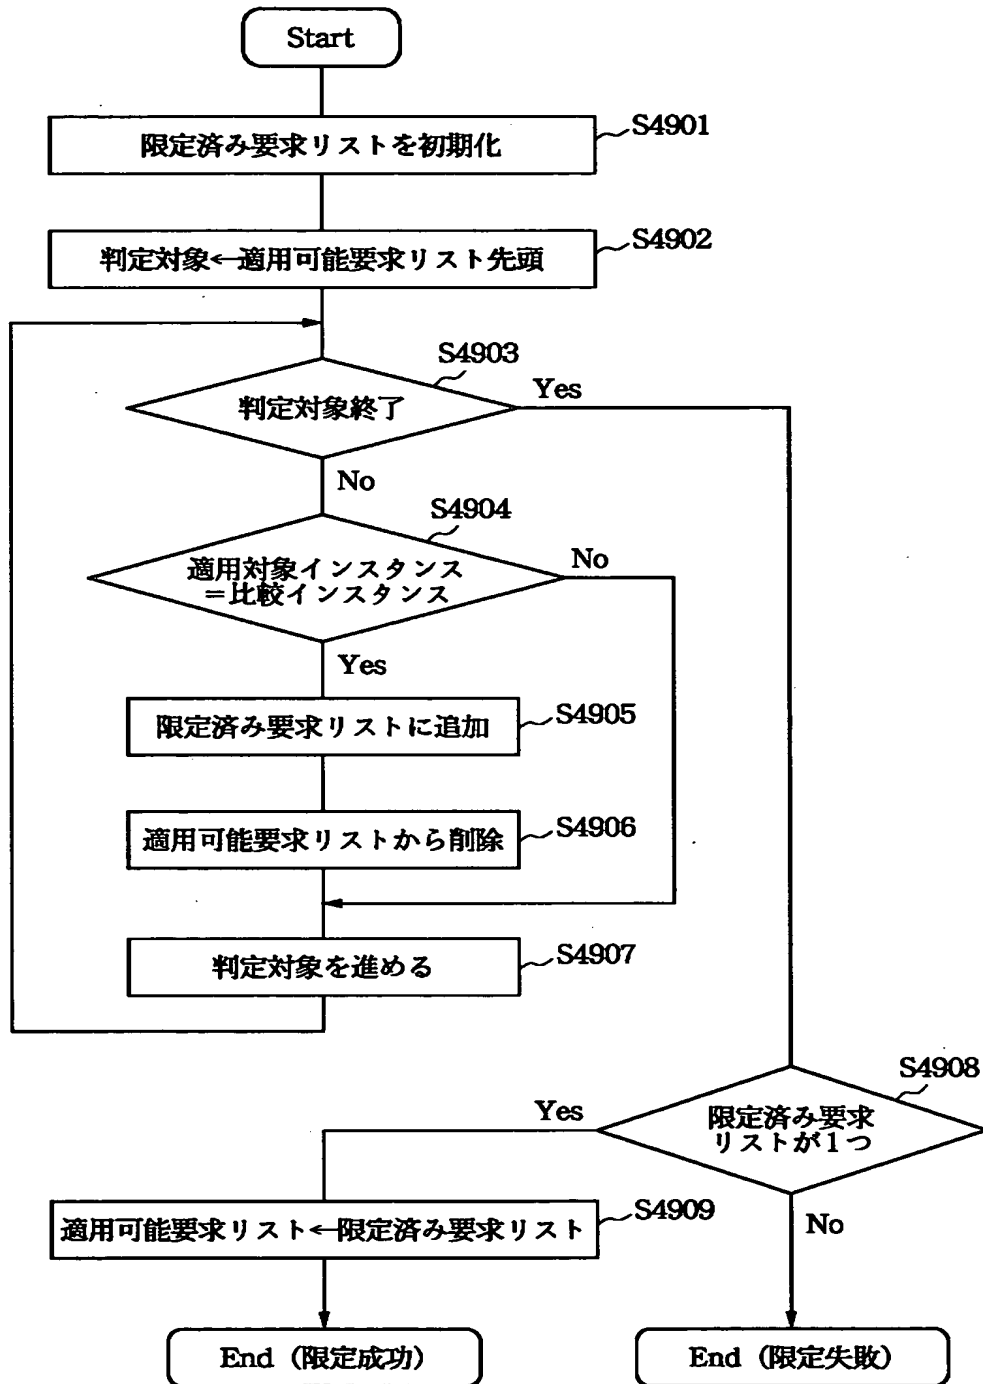 Start
限定済み要求リストを初期化
S4901
判定対象←適用可能要求リスト先頭
S4902
S4903
判定対象終了
Yes
No
S4904
適用対象インスタンス
=比較インスタンス
No
Yes
限定済み要求リストに追加
S4905
適用可能要求リストから削除
S4906
判定対象を進める
S4907
S4908
限定済み要求
リストが1つ
Yes
No
適用可能要求リスト←限定済み要求リスト
S4909
End (限定成功)
End (限定失敗)